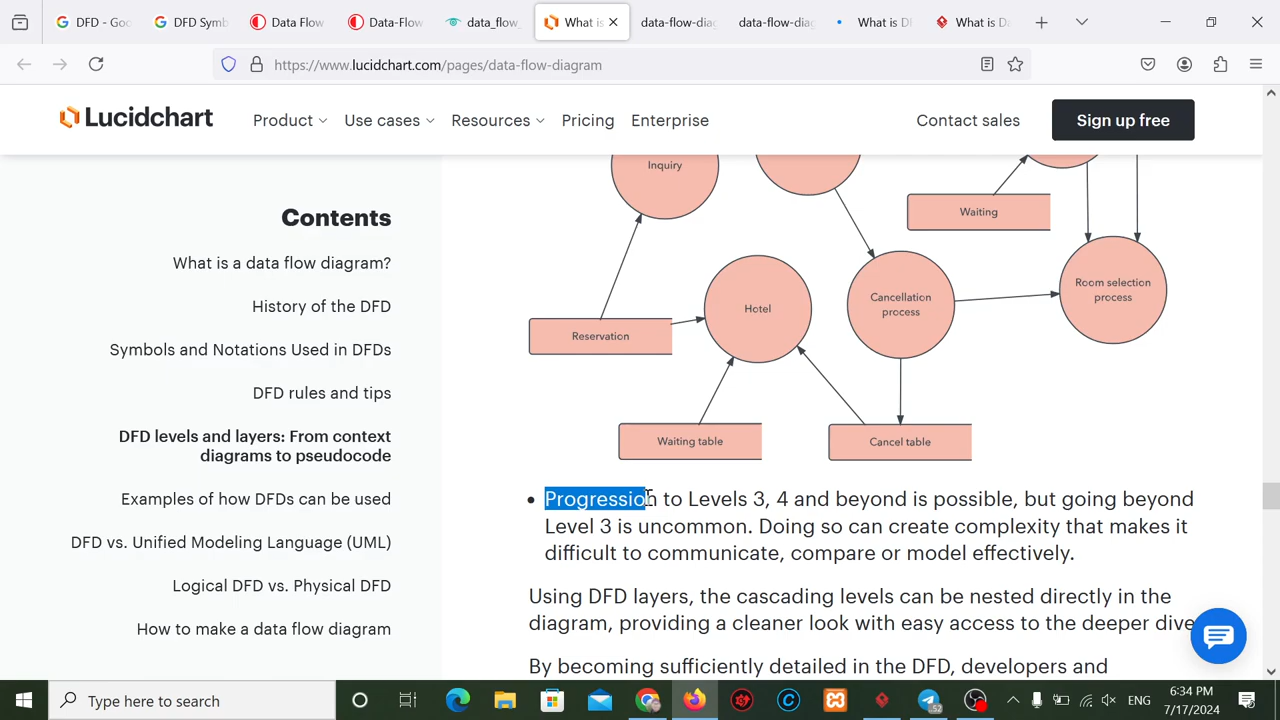 DFD - Goo
DFD Symb
Data Flow
Data-Flow
data_flow_
What is
data-flow-diag
data-flow-diag
What is DF
What is Da
https://www.lucidchart.com/pages/data-flow-diagram
Lucidchart
Product
Use cases
Resources
Pricing
Enterprise
Contact sales
Sign up free
Contents
What is a data flow diagram?
History of the DFD
Symbols and Notations Used in DFDs
DFD rules and tips
DFD levels and layers: From context
diagrams to pseudocode
Examples of how DFDs can be used
DFD vs. Unified Modeling Language (UML)
Logical DFD vs. Physical DFD
How to make a data flow diagram
Inquiry
Waiting
Room selection
process
Cancellation
process
Hotel
Reservation
Waiting table
Cancel table
Progression to Levels 3, 4 and beyond is possible, but going beyond
Level 3 is uncommon. Doing so can create complexity that makes it
difficult to communicate, compare or model effectively.
Using DFD layers, the cascading levels can be nested directly in the
diagram, providing a cleaner look with easy access to the deeper dive
By becoming sufficiently detailed in the DFD, developers and
Type here to search
52
ENG
6:34 PM
7/17/2024